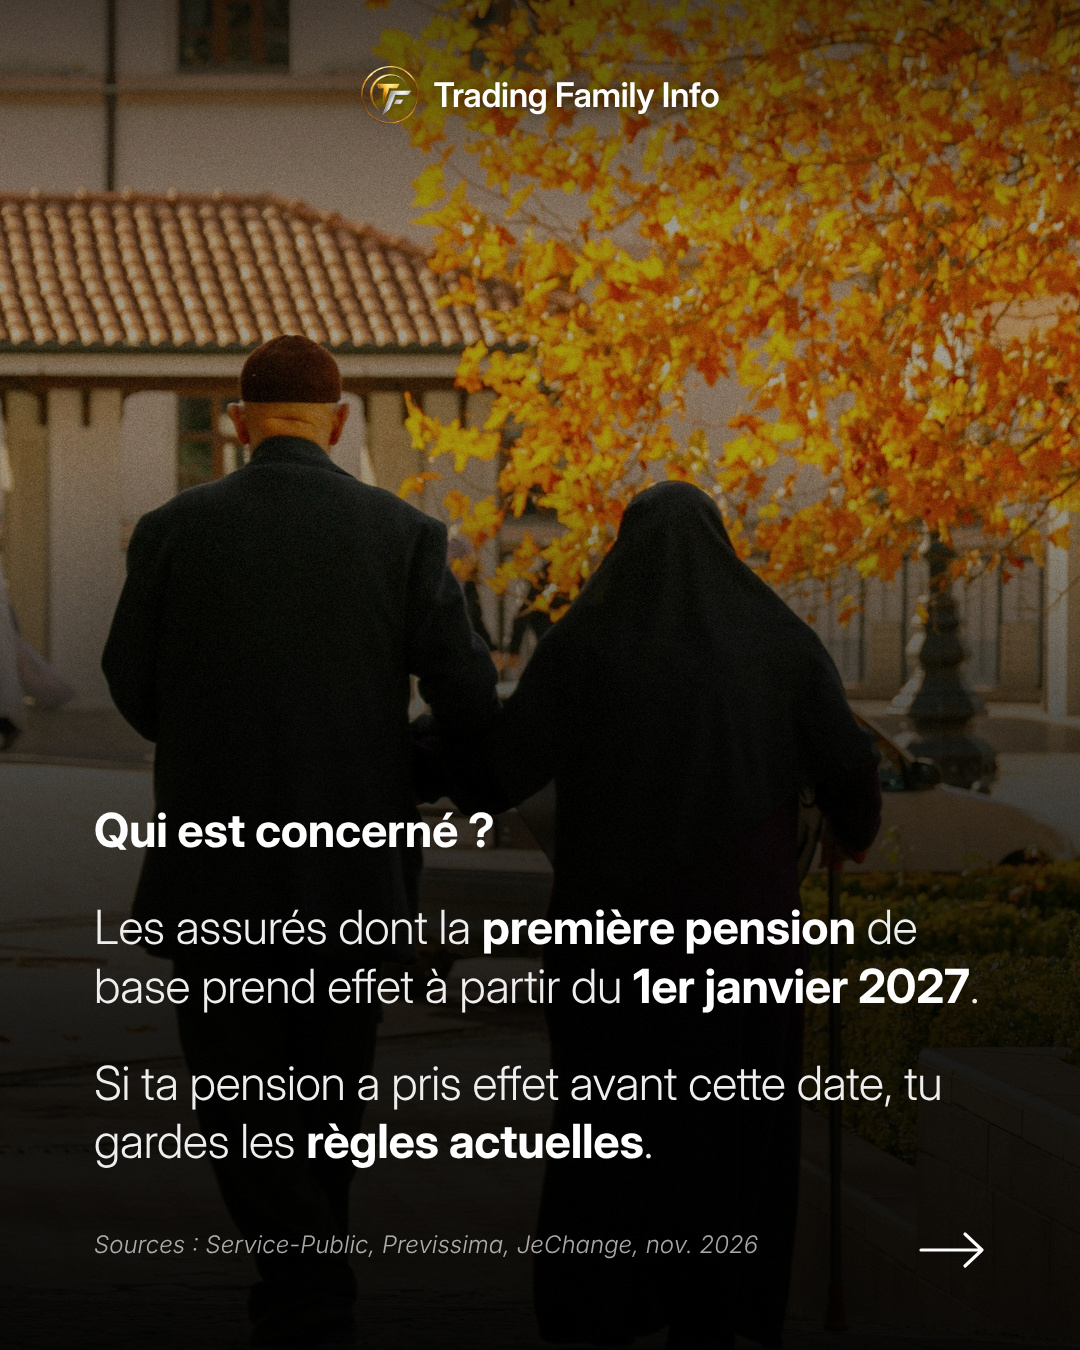 TF Trading Family Info
Qui est concerné ?
Les assurés dont la première pension de
base prend effet à partir du 1er janvier 2027.
Si ta pension a pris effet avant cette date, tu
gardes les règles actuelles.
Sources : Service-Public, Previssima, JeChange, nov. 2026